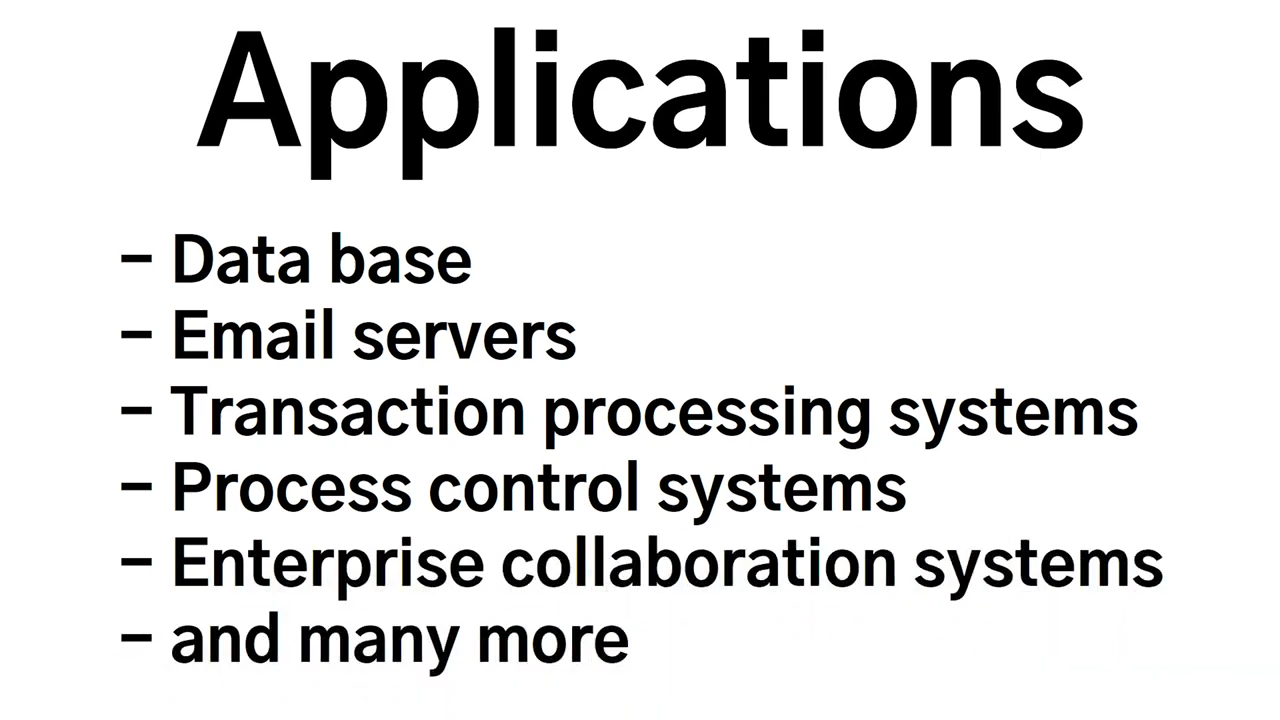 Applications
– Data base
– Email servers
– Transaction processing systems
– Process control systems
– Enterprise collaboration systems
– and many more